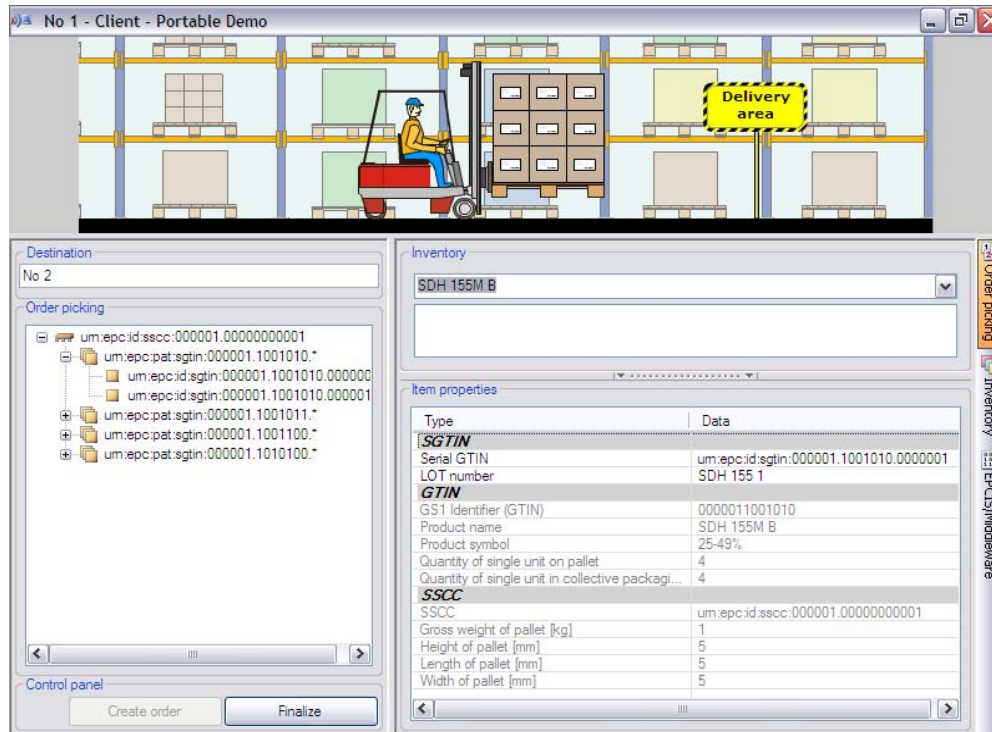 No 1 - Client - Portable Demo
Delivery
area
Destination
No 2
Order picking
urn:epc:id:sscc:000001.00000000001
urn:epc:pat:sgtin:000001.1001010.*
urn:epc:id:sgtin:000001.1001010.000000
urn:epc:id:sgtin:000001.1001010.000001
urn:epc:pat:sgtin:000001.1001011.*
urn:epc:pat:sgtin:000001.1001100.*
urn:epc:pat:sgtin:000001.1010100.*
Control panel
Create order
Finalize
Inventory
SDH 155M B
Item properties
Type Data
SGTIN
Serial GTIN urn:epc:id:sgtin:000001.1001010.0000001
LOT number SDH 155 1
GTIN
GS1 Identifier (GTIN) 0000011001010
Product name SDH 155M B
Product symbol 25-49%
Quantity of single unit on pallet 4
Quantity of single unit in collective packagi... 4
SSCC
SSCC urn:epc:id:sscc:000001.00000000001
Gross weight of pallet [kg] 1
Height of pallet [mm] 5
Length of pallet [mm] 5
Width of pallet [mm] 5
Order picking
Inventory
EPCIS/Middleware